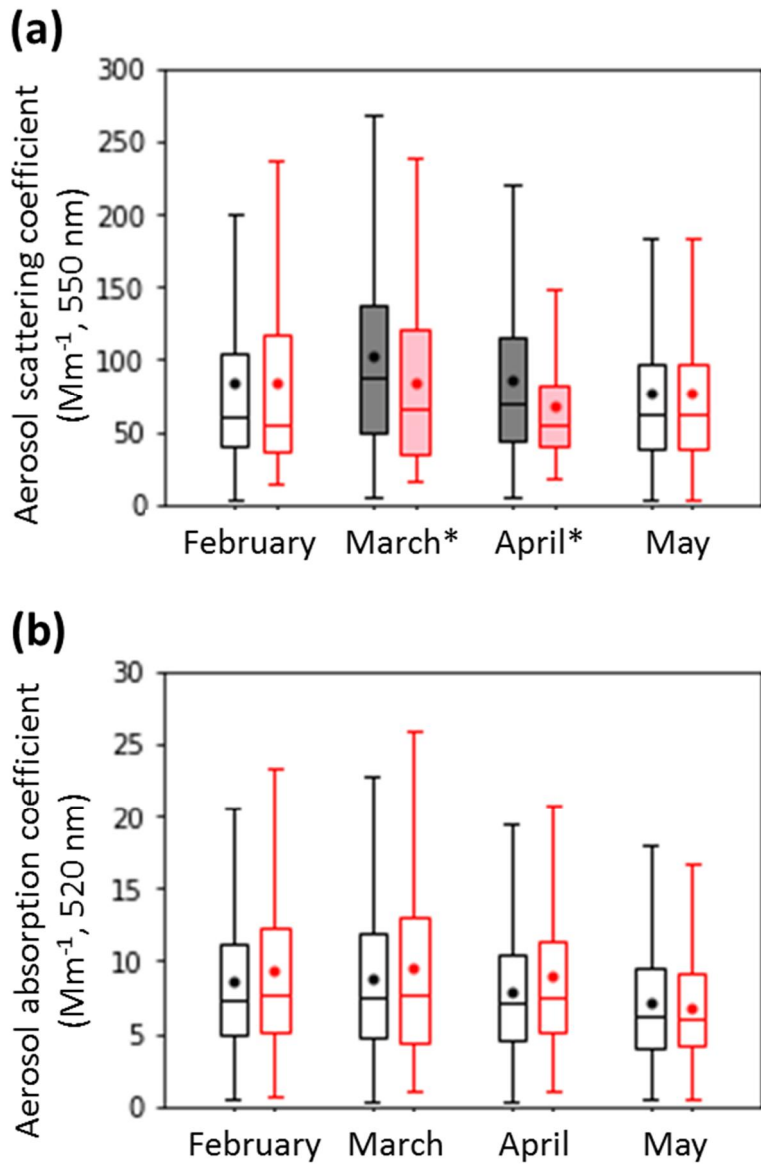 (a)
Aerosol scattering coefficient
(Mm⁻¹, 550 nm)
300
250
200
150
100
50
0
February March* April* May
(b)
Aerosol absorption coefficient
(Mm⁻¹, 520 nm)
30
25
20
15
10
5
0
February March April May